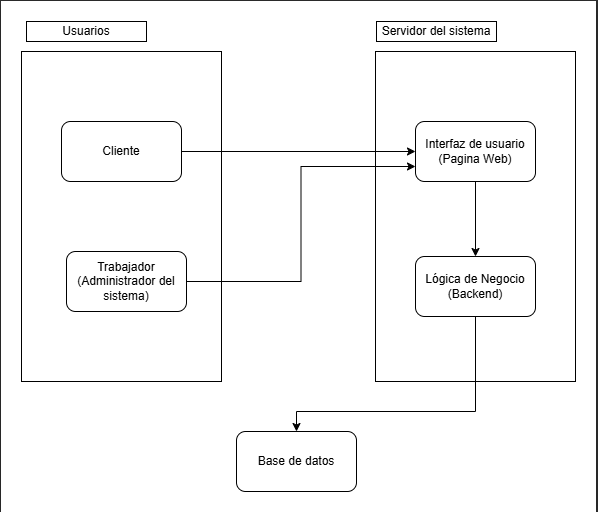 Usuarios
Servidor del sistema
Cliente
Interfaz de usuario
(Pagina Web)
Trabajador
(Administrador del
sistema)
Lógica de Negocio
(Backend)
Base de datos